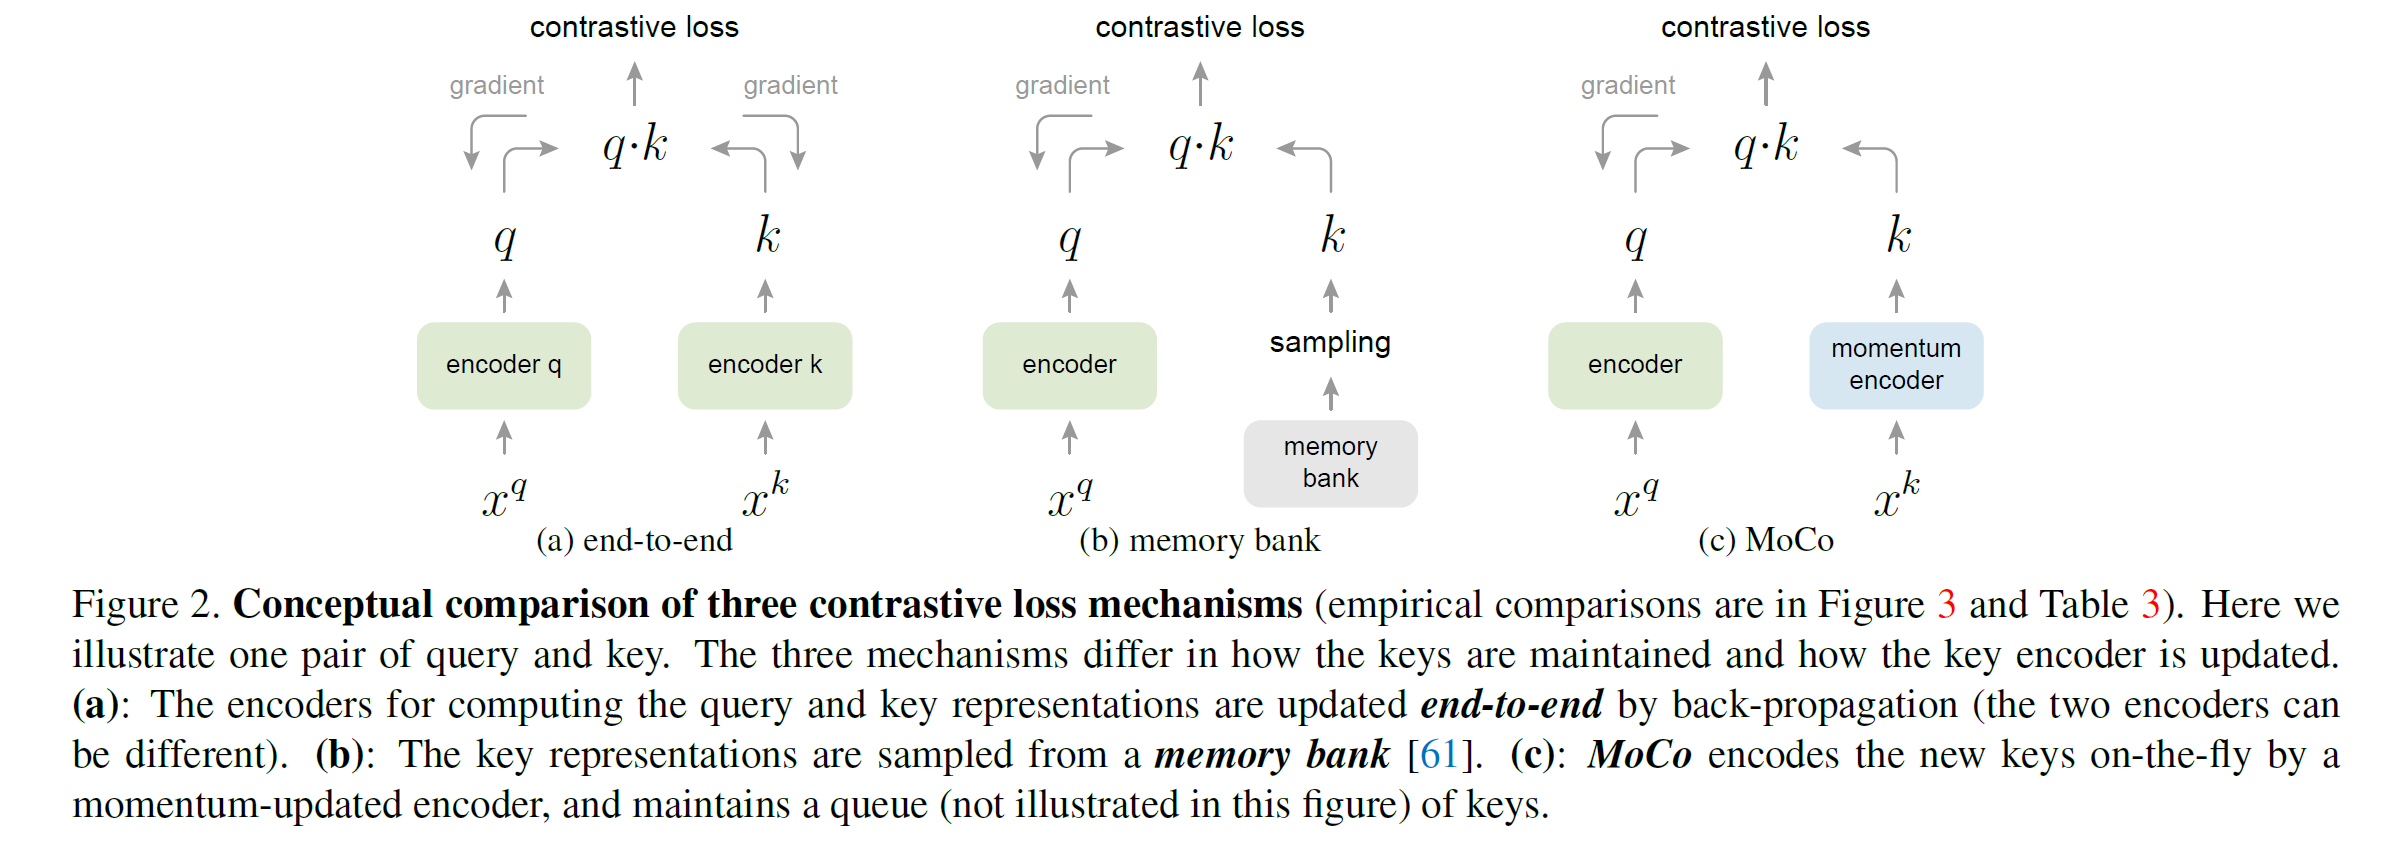 contrastive loss contrastive loss contrastive loss
gradient gradient gradient gradient
q·k q·k q·k
q k q k q k
sampling
encoder q encoder k encoder encoder momentum encoder
memory bank
x^q x^k x^q x^q x^k
(a) end-to-end (b) memory bank (c) MoCo
Figure 2. Conceptual comparison of three contrastive loss mechanisms (empirical comparisons are in Figure 3 and Table 3). Here we
illustrate one pair of query and key. The three mechanisms differ in how the keys are maintained and how the key encoder is updated.
(a): The encoders for computing the query and key representations are updated end-to-end by back-propagation (the two encoders can
be different). (b): The key representations are sampled from a memory bank [61]. (c): MoCo encodes the new keys on-the-fly by a
momentum-updated encoder, and maintains a queue (not illustrated in this figure) of keys.